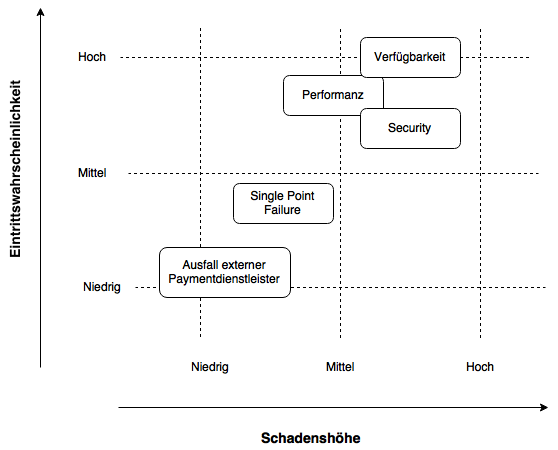 Eintrittswahrscheinlichkeit
Hoch
Verfügbarkeit
Performanz
Security
Mittel
Single Point
Failure
Ausfall externer
Paymentdienstleister
Niedrig
Niedrig
Mittel
Hoch
Schadenshöhe